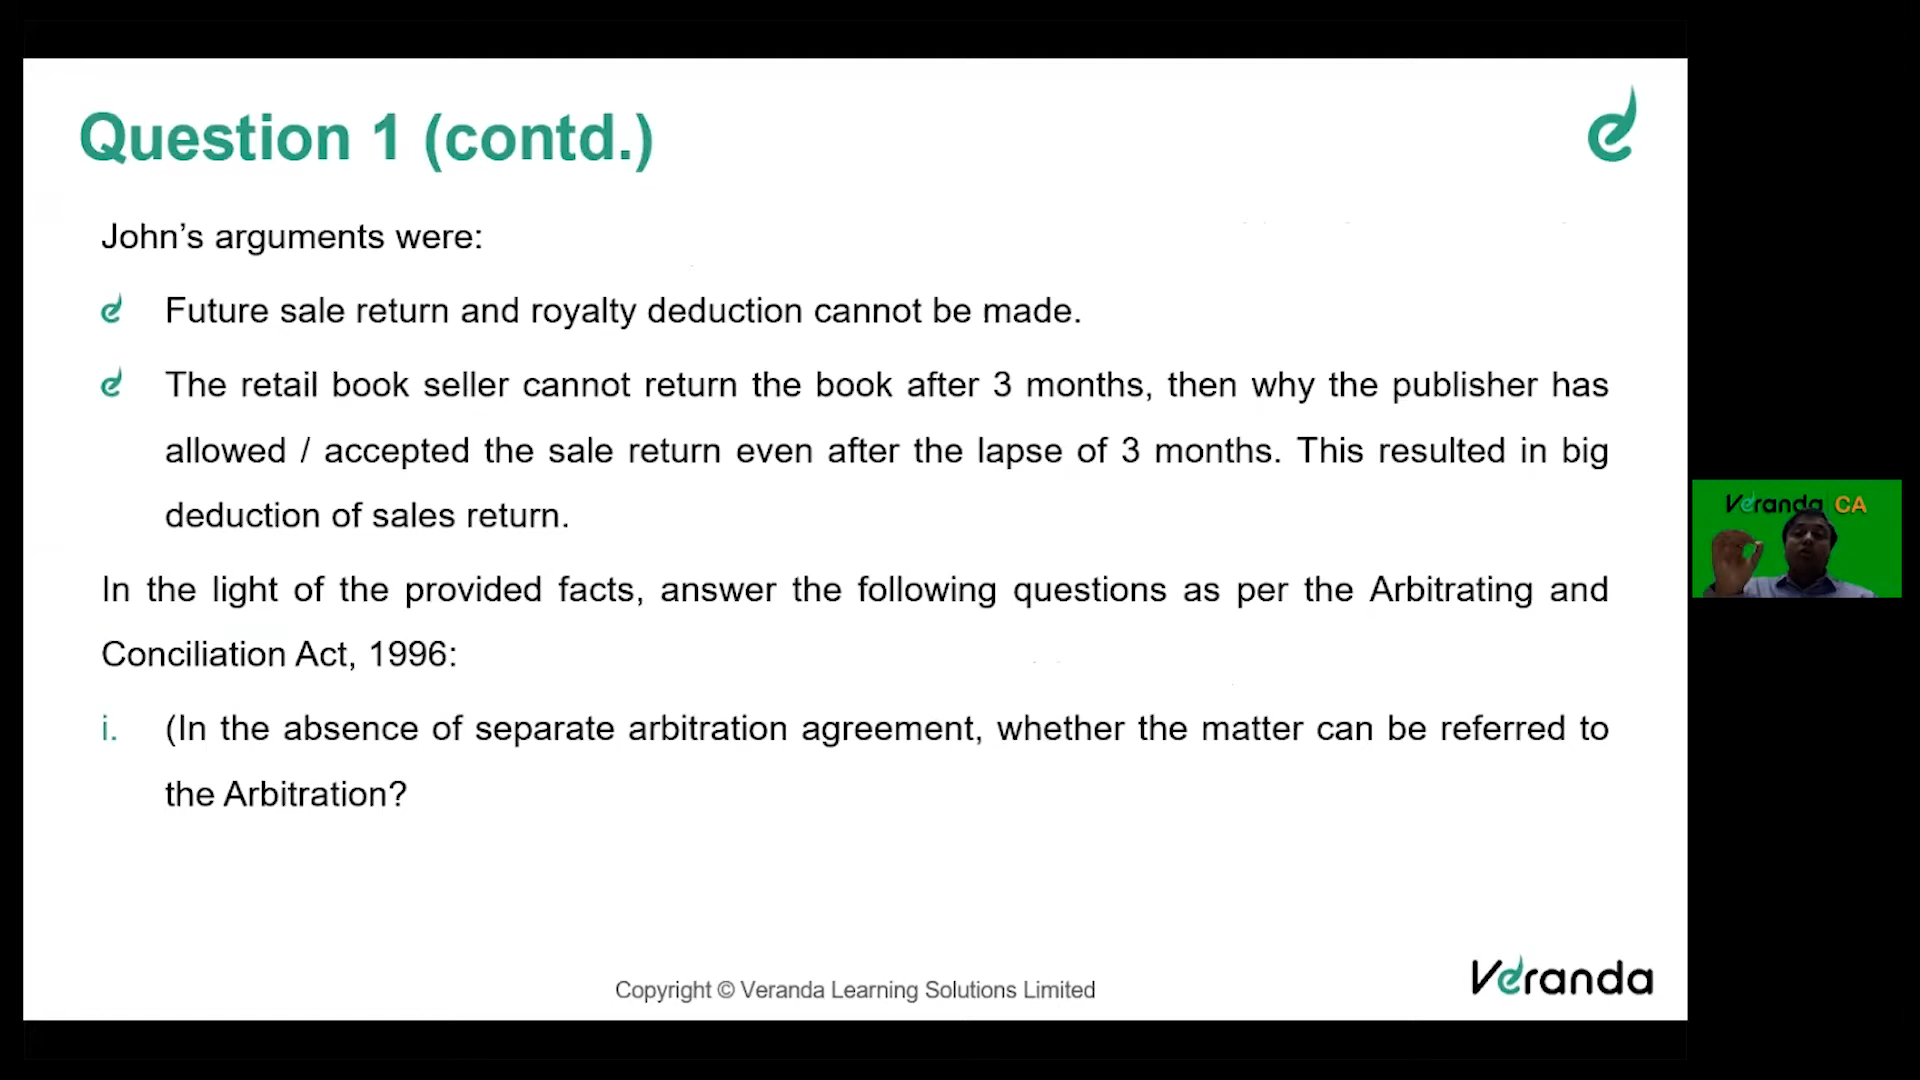 Question 1 (contd.)
John’s arguments were:
Future sale return and royalty deduction cannot be made.
The retail book seller cannot return the book after 3 months, then why the publisher has
allowed / accepted the sale return even after the lapse of 3 months. This resulted in big
deduction of sales return.
In the light of the provided facts, answer the following questions as per the Arbitrating and
Conciliation Act, 1996:
i. (In the absence of separate arbitration agreement, whether the matter can be referred to
the Arbitration?
Veranda CA
Copyright © Veranda Learning Solutions Limited
Veranda